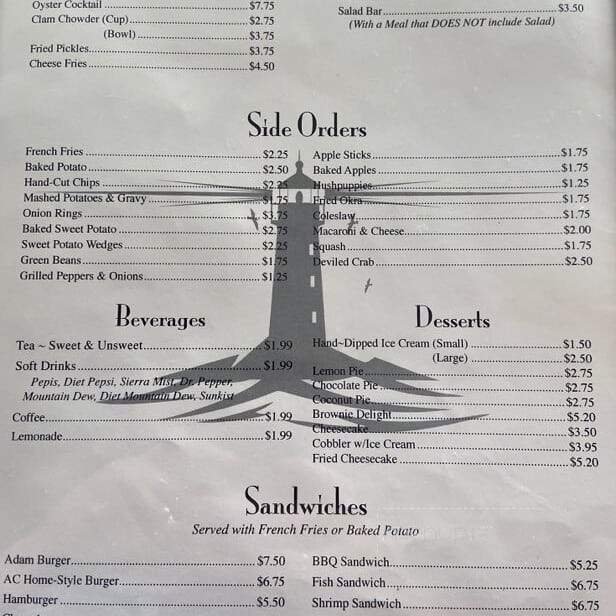 Oyster Cocktail $7.75
Clam Chowder (Cup) $2.75
(Bowl) $3.75
Fried Pickles $3.75
Cheese Fries $4.50
Salad Bar $3.50
(With a Meal that DOES NOT include Salad)
Side Orders
French Fries $2.25
Baked Potato $2.50
Hand-Cut Chips $2.25
Mashed Potatoes & Gravy $1.75
Onion Rings $3.75
Baked Sweet Potato $2.75
Sweet Potato Wedges $2.25
Green Beans $1.75
Grilled Peppers & Onions $1.25
Apple Sticks $1.75
Baked Apples $1.75
Hushpuppies $1.25
Fried Okra $1.75
Coleslaw $1.75
Macaroni & Cheese $2.00
Squash $1.75
Deviled Crab $2.50
Beverages
Tea ~ Sweet & Unsweet $1.99
Soft Drinks $1.99
Pepis, Diet Pepsi, Sierra Mist, Dr. Pepper,
Mountain Dew, Diet Mountain Dew, Sunkist
Coffee $1.99
Lemonade $1.99
Desserts
Hand~Dipped Ice Cream (Small) $1.50
(Large) $2.50
Lemon Pie $2.75
Chocolate Pie $2.75
Coconut Pie $2.75
Brownie Delight $5.20
Cheesecake $3.50
Cobbler w/Ice Cream $3.95
Fried Cheesecake $5.20
Sandwiches
Served with French Fries or Baked Potato
Adam Burger $7.50
AC Home-Style Burger $6.75
Hamburger $5.50
BBQ Sandwich $5.25
Fish Sandwich $6.75
Shrimp Sandwich $6.75